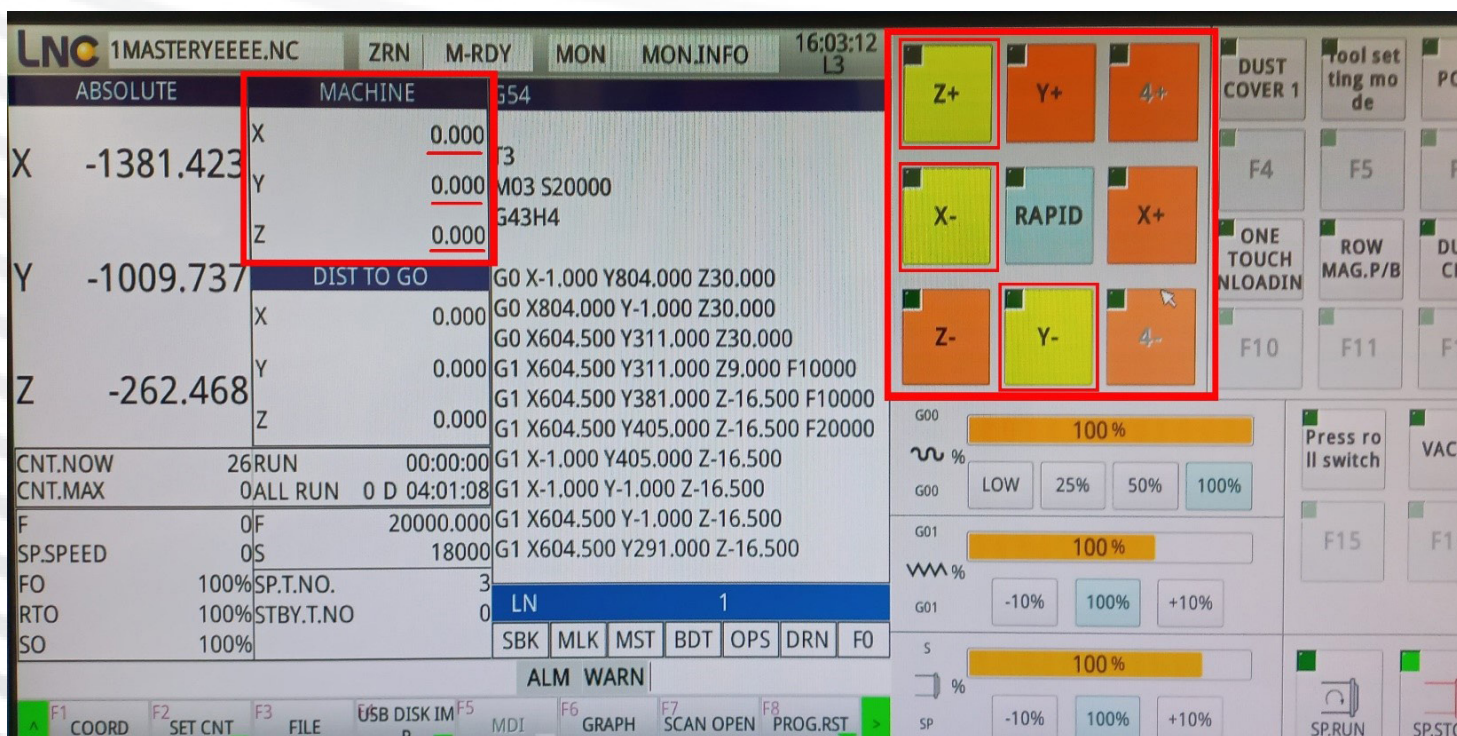 LNC 1MASTERYEEEE.NC ZRN M-RDY MON MON.INFO 16:03:12
L3
ABSOLUTE
X -1381.423
Y -1009.737
Z -262.468
MACHINE
X 0.000
Y 0.000
Z 0.000
DIST TO GO
X 0.000
Y 0.000
Z 0.000
G54
T3
M03 S20000
G43H4
G0 X-1.000 Y804.000 Z30.000
G0 X804.000 Y-1.000 Z30.000
G0 X604.500 Y311.000 Z30.000
G1 X604.500 Y311.000 Z9.000 F10000
G1 X604.500 Y381.000 Z-16.500 F10000
G1 X604.500 Y405.000 Z-16.500 F20000
G1 X-1.000 Y405.000 Z-16.500
G1 X-1.000 Y-1.000 Z-16.500
G1 X604.500 Y-1.000 Z-16.500
G1 X604.500 Y291.000 Z-16.500
CNT.NOW 26 RUN 00:00:00
CNT.MAX 0 ALL RUN 0 D 04:01:08
F 0 F 20000.000
SP.SPEED 0 S 18000
FO 100% SP.T.NO. 3
RTO 100% STBY.T.NO 0
SO 100%
LN 1
SBK MLK MST BDT OPS DRN F0
ALM WARN
F1 COORD F2 SET CNT F3 FILE USB DISK IM F5 MDI F6 GRAPH F7 SCAN OPEN F8 PROG.RST >
Z+ Y+ 4+
X- RAPID X+
Z- Y- 4-
G00
100 %
%
G00 LOW 25% 50% 100%
G01
100 %
%
G01 -10% 100% +10%
S
100 %
%
SP -10% 100% +10%
DUST
COVER 1
Tool set
ting mo
de
F4 F5
ONE
TOUCH
NLOADIN
ROW
MAG.P/B
F10 F11
Press ro
ll switch
VAC
F15
SP.RUN SP.STO